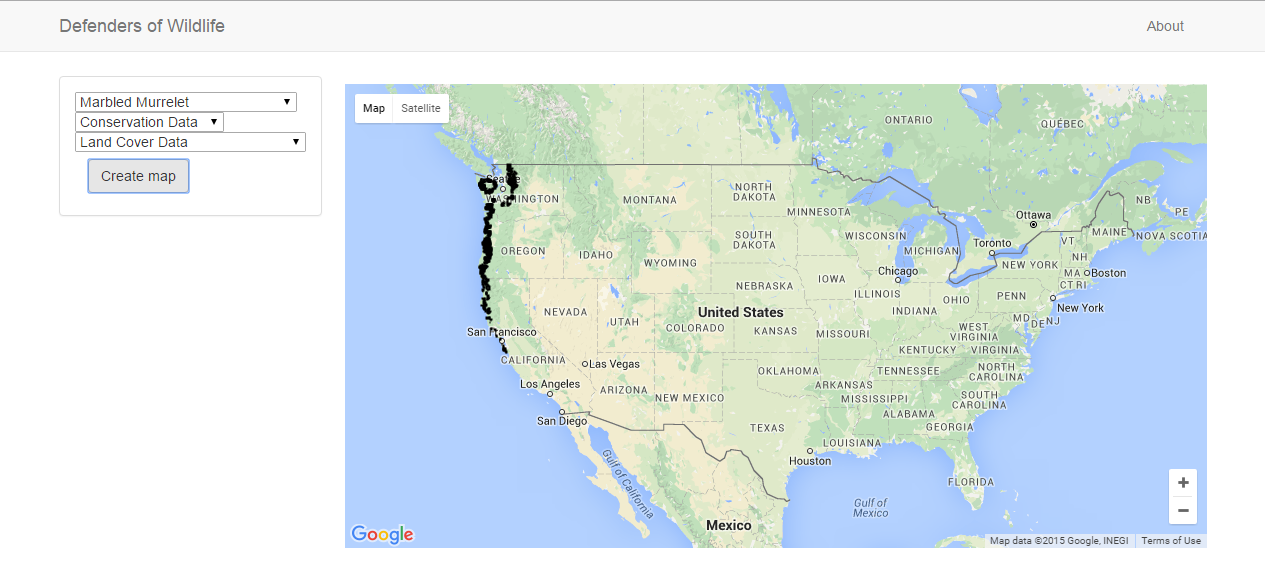 Defenders of Wildlife
About
Marbled Murrelet
Conservation Data
Land Cover Data
Create map
Map
Satellite
ONTARIO
QUÉBEC
Seattle
WASHINGTON
MONTANA
NORTH
DAKOTA
MINNESOTA
Ottawa
NB
PE
MAINE
NOVA SCOTIA
VT
NH
OREGON
IDAHO
WYOMING
SOUTH
DAKOTA
WISCONSIN
MICHIGAN
Toronto
NEW YORK
MA
Boston
CT
RI
Chicago
IOWA
NEBRASKA
ILLINOIS
INDIANA
OHIO
PENN
New York
NEVADA
UTAH
COLORADO
United States
KANSAS
MISSOURI
WEST
VIRGINIA
MD
DE
NJ
San Francisco
CALIFORNIA
Las Vegas
KENTUCKY
VIRGINIA
Los Angeles
ARIZONA
NEW MEXICO
OKLAHOMA
ARKANSAS
TENNESSEE
NORTH
CAROLINA
MISSISSIPPI
SOUTH
CAROLINA
San Diego
TEXAS
ALABAMA
GEORGIA
LOUISIANA
Houston
FLORIDA
Gulf of California
Gulf of
Mexico
Mexico
Google
Map data ©2015 Google, INEGI
Terms of Use